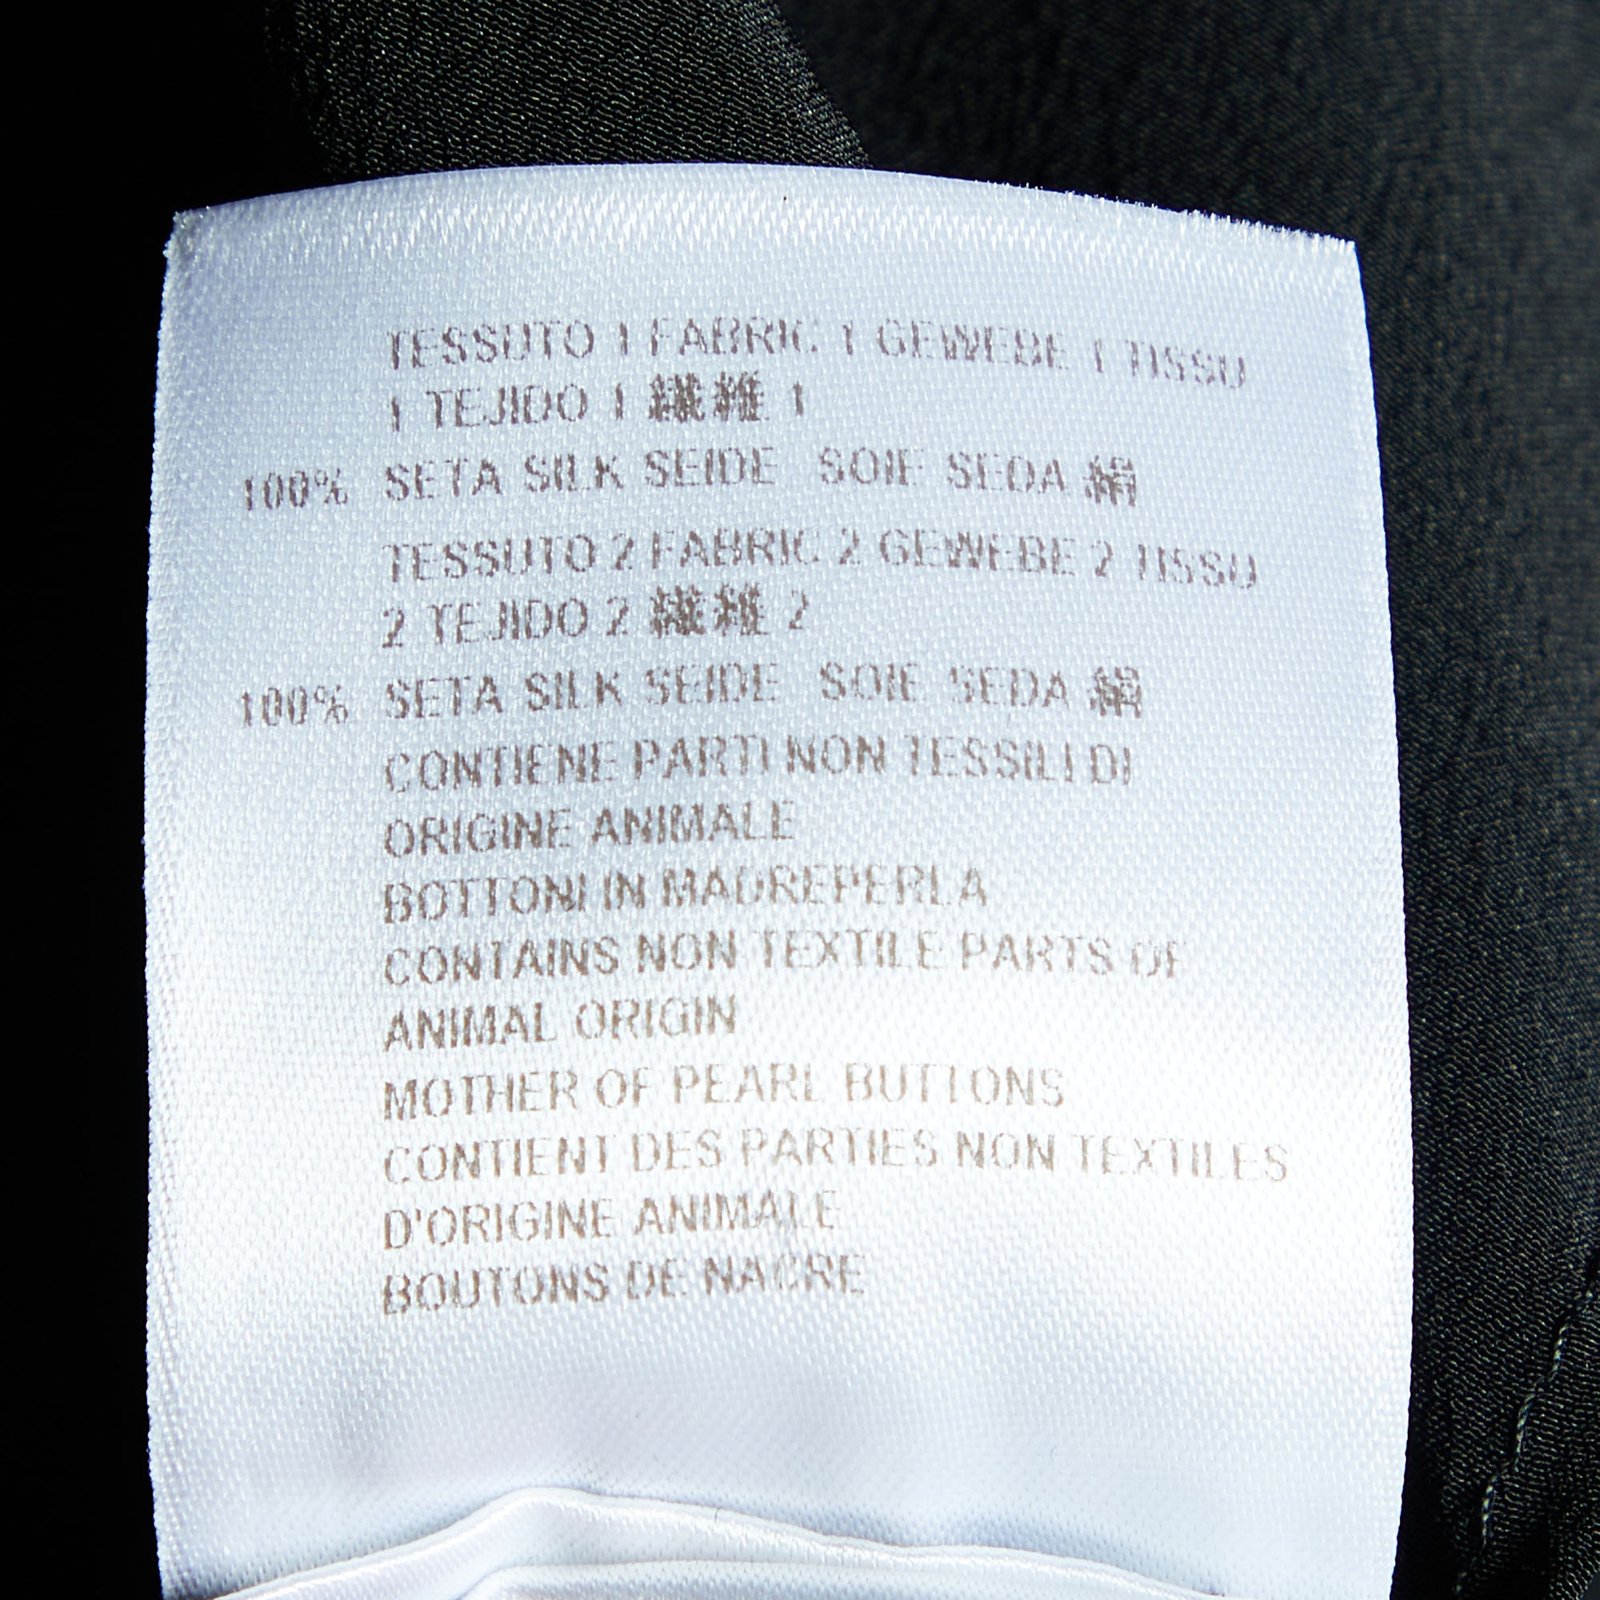 TESSUTO 1 FABRIC 1 GEWEBE 1 TISSU
1 TEJIDO 1 繊維 1
100% SETA SILK SEIDE SOIE SEDA 絹
TESSUTO 2 FABRIC 2 GEWEBE 2 TISSU
2 TEJIDO 2 繊維 2
100% SETA SILK SEIDE SOIE SEDA 絹
CONTIENE PARTI NON TESSILI DI
ORIGINE ANIMALE
BOTTONI IN MADREPERLA
CONTAINS NON TEXTILE PARTS OF
ANIMAL ORIGIN
MOTHER OF PEARL BUTTONS
CONTIENT DES PARTIES NON TEXTILES
D'ORIGINE ANIMALE
BOUTONS DE NACRE